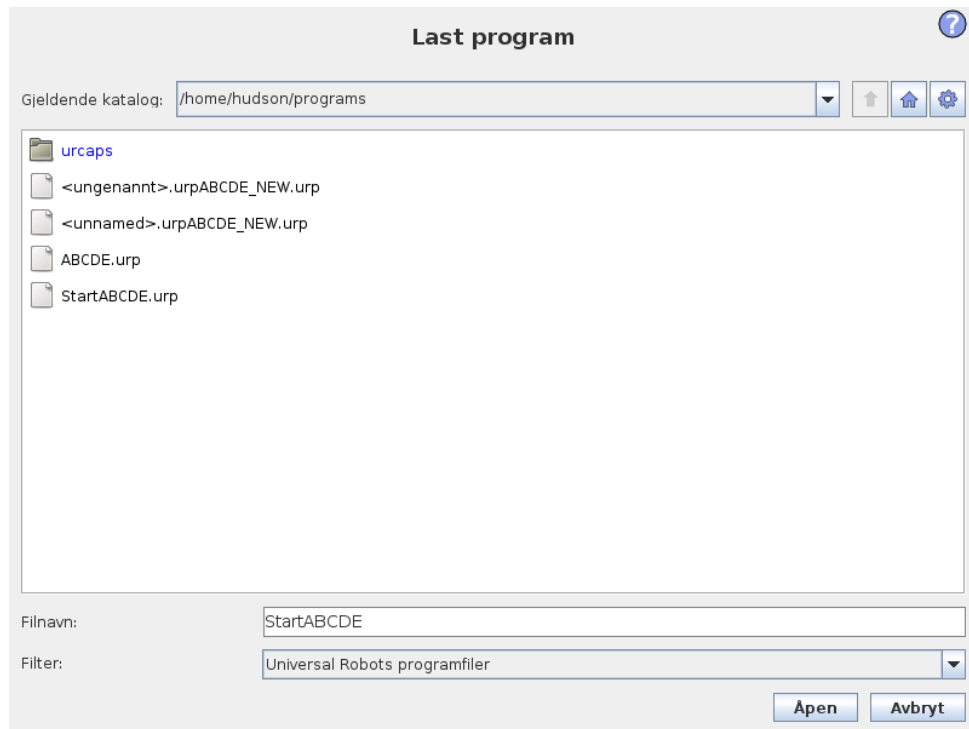 Last program
?
Gjeldende katalog: /home/hudson/programs
urcaps
<ungenannt>.urpABCDE_NEW.urp
<unnamed>.urpABCDE_NEW.urp
ABCDE.urp
StartABCDE.urp
Filnavn: StartABCDE
Filter: Universal Robots programfiler
Åpen Avbryt